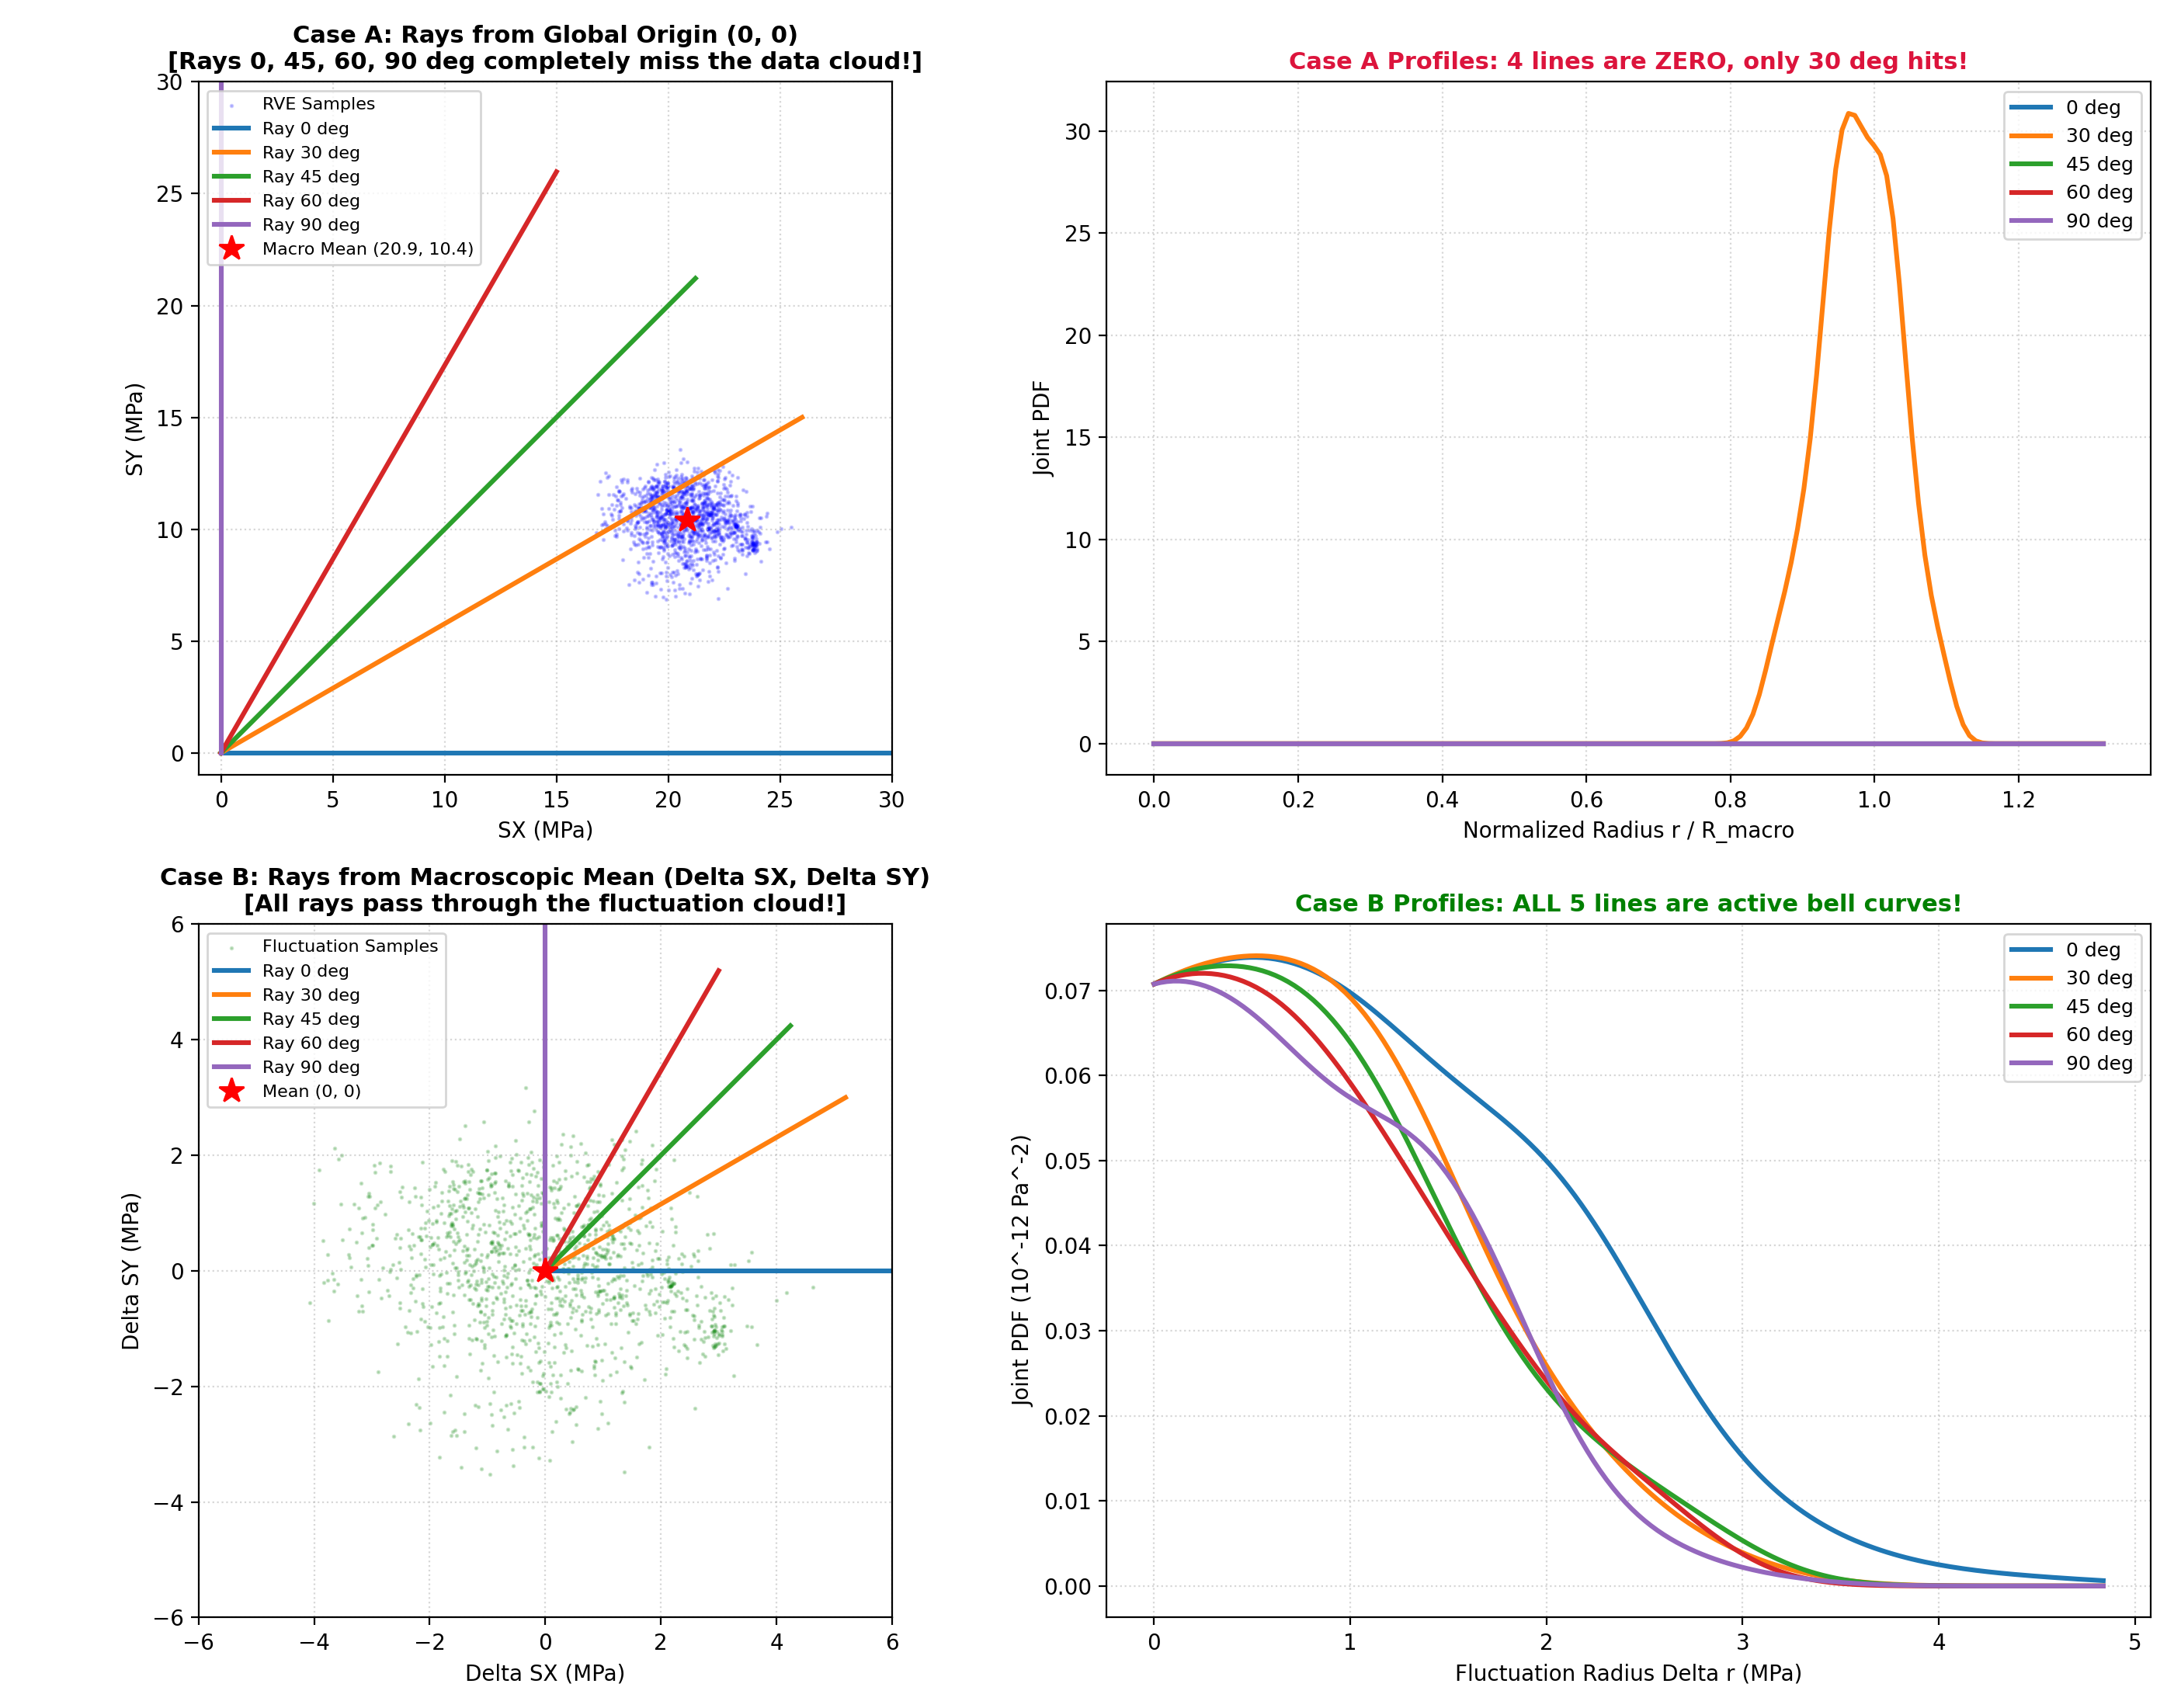 Case A: Rays from Global Origin (0, 0)
[Rays 0, 45, 60, 90 deg completely miss the data cloud!]
RVE Samples
Ray 0 deg
Ray 30 deg
Ray 45 deg
Ray 60 deg
Ray 90 deg
Macro Mean (20.9, 10.4)
30
25
20
15
10
5
0
SY (MPa)
0 5 10 15 20 25 30
SX (MPa)
Case A Profiles: 4 lines are ZERO, only 30 deg hits!
0 deg
30 deg
45 deg
60 deg
90 deg
30
25
20
15
10
5
0
Joint PDF
0.0 0.2 0.4 0.6 0.8 1.0 1.2
Normalized Radius r / R_macro
Case B: Rays from Macroscopic Mean (Delta SX, Delta SY)
[All rays pass through the fluctuation cloud!]
Fluctuation Samples
Ray 0 deg
Ray 30 deg
Ray 45 deg
Ray 60 deg
Ray 90 deg
Mean (0, 0)
6
4
2
0
−2
−4
−6
Delta SY (MPa)
−6 −4 −2 0 2 4 6
Delta SX (MPa)
Case B Profiles: ALL 5 lines are active bell curves!
0 deg
30 deg
45 deg
60 deg
90 deg
0.07
0.06
0.05
0.04
0.03
0.02
0.01
0.00
Joint PDF (10^-12 Pa^-2)
0 1 2 3 4 5
Fluctuation Radius Delta r (MPa)